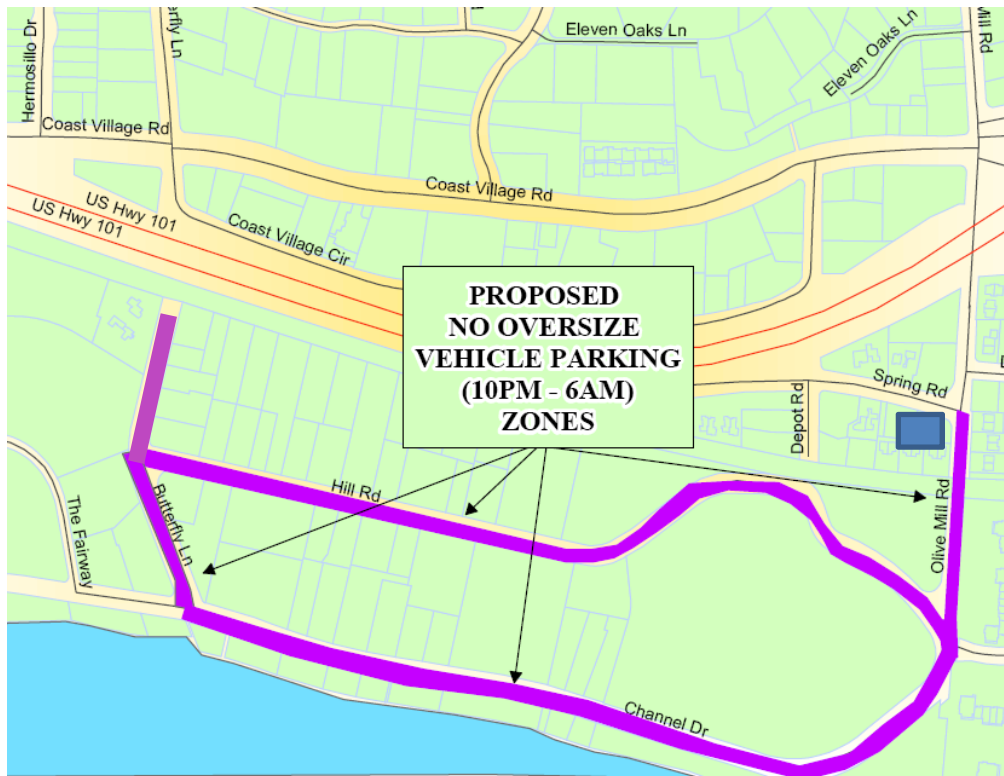 Hermosillo Dr
rfly Ln
Eleven Oaks Ln
Eleven Oaks Ln
Mill Rd
Coast Village Rd
Coast Village Rd
US Hwy 101
US Hwy 101
Coast Village Cir
PROPOSED
NO OVERSIZE
VEHICLE PARKING
(10PM - 6AM)
ZONES
Spring Rd
Depot Rd
Hill Rd
Butterfly Ln
The Fairway
Olive Mill Rd
Channel Dr